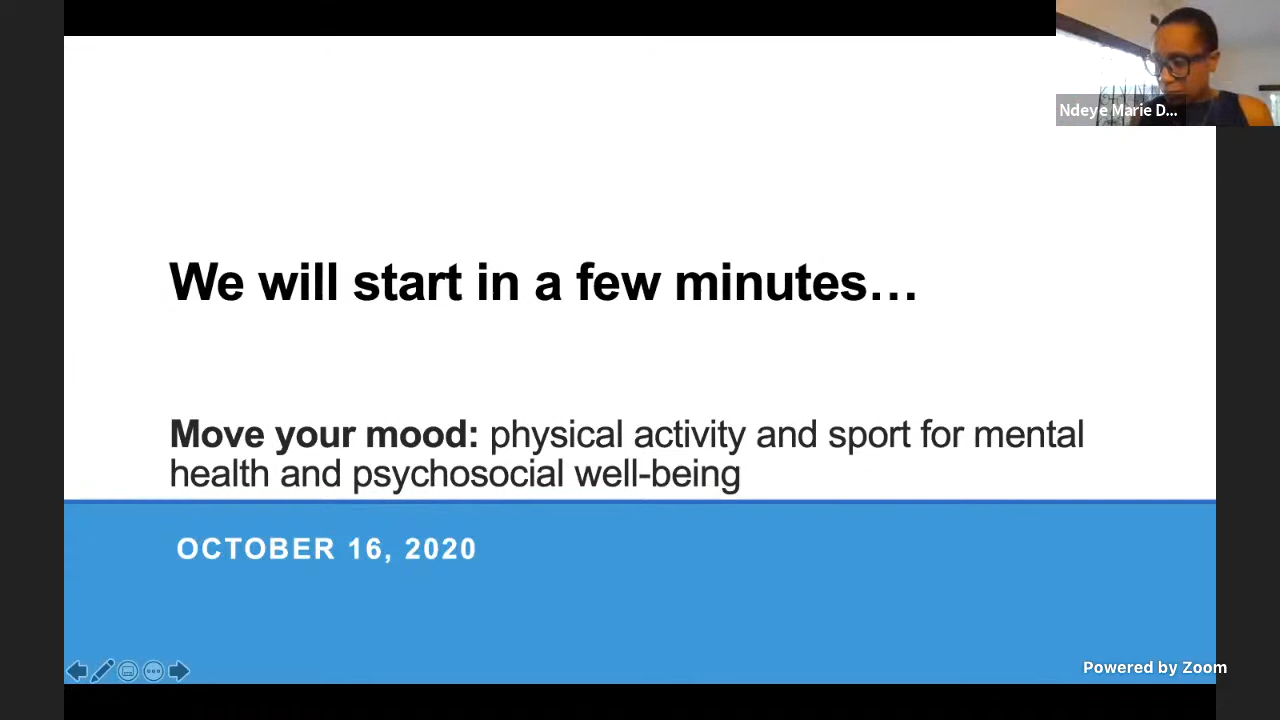 Ndeye Marie D...
We will start in a few minutes...
Move your mood: physical activity and sport for mental
health and psychosocial well-being
OCTOBER 16, 2020
Powered by Zoom